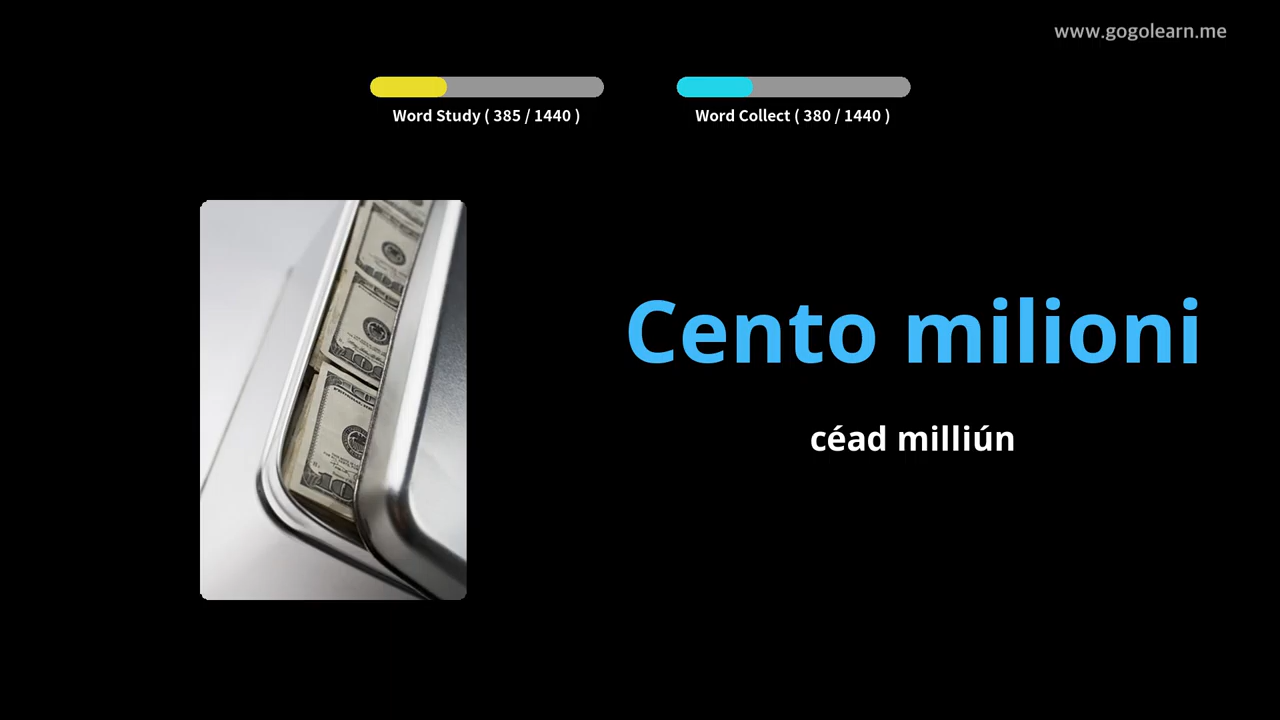 www.gogolearn.me
Word Study ( 385 / 1440 )
Word Collect ( 380 / 1440 )
Cento milioni
céad milliún